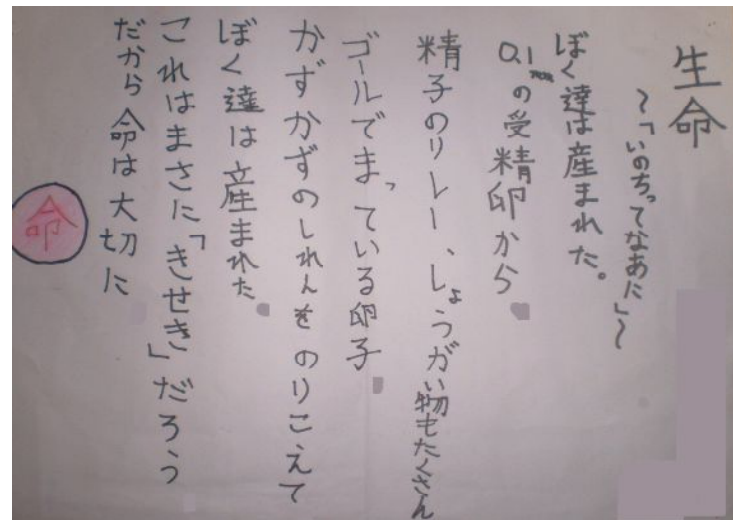 生命
〜「いのちってなあに」〜
ぼく達は産まれた。
0.1mmの受精卵から
精子のリレー、しょうがい物もたくさん
ゴールでまっている卵子
かずかずのしれんをのりこえて
ぼく達は産まれた。
これはまさに「きせき」だろう
だから命は大切に
命